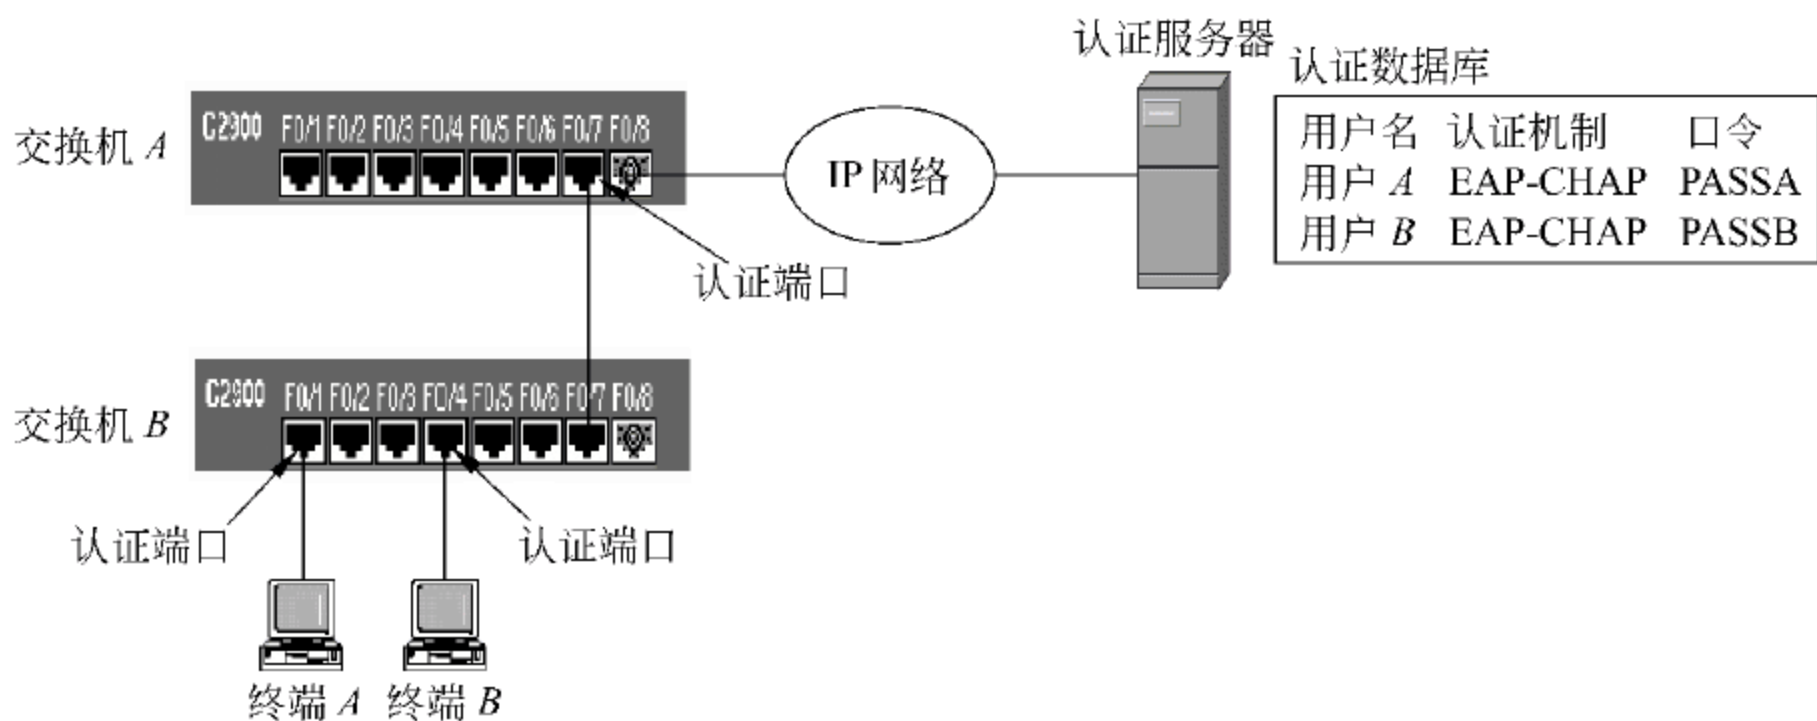 认证服务器
认证数据库
用户名 认证机制 口令
用户 A EAP-CHAP PASSA
用户 B EAP-CHAP PASSB
交换机 A
C2900 F0/1 F0/2 F0/3 F0/4 F0/5 F0/6 F0/7 F0/8
IP 网络
认证端口
交换机 B
C2900 F0/1 F0/2 F0/3 F0/4 F0/5 F0/6 F0/7 F0/8
认证端口
认证端口
终端 A
终端 B